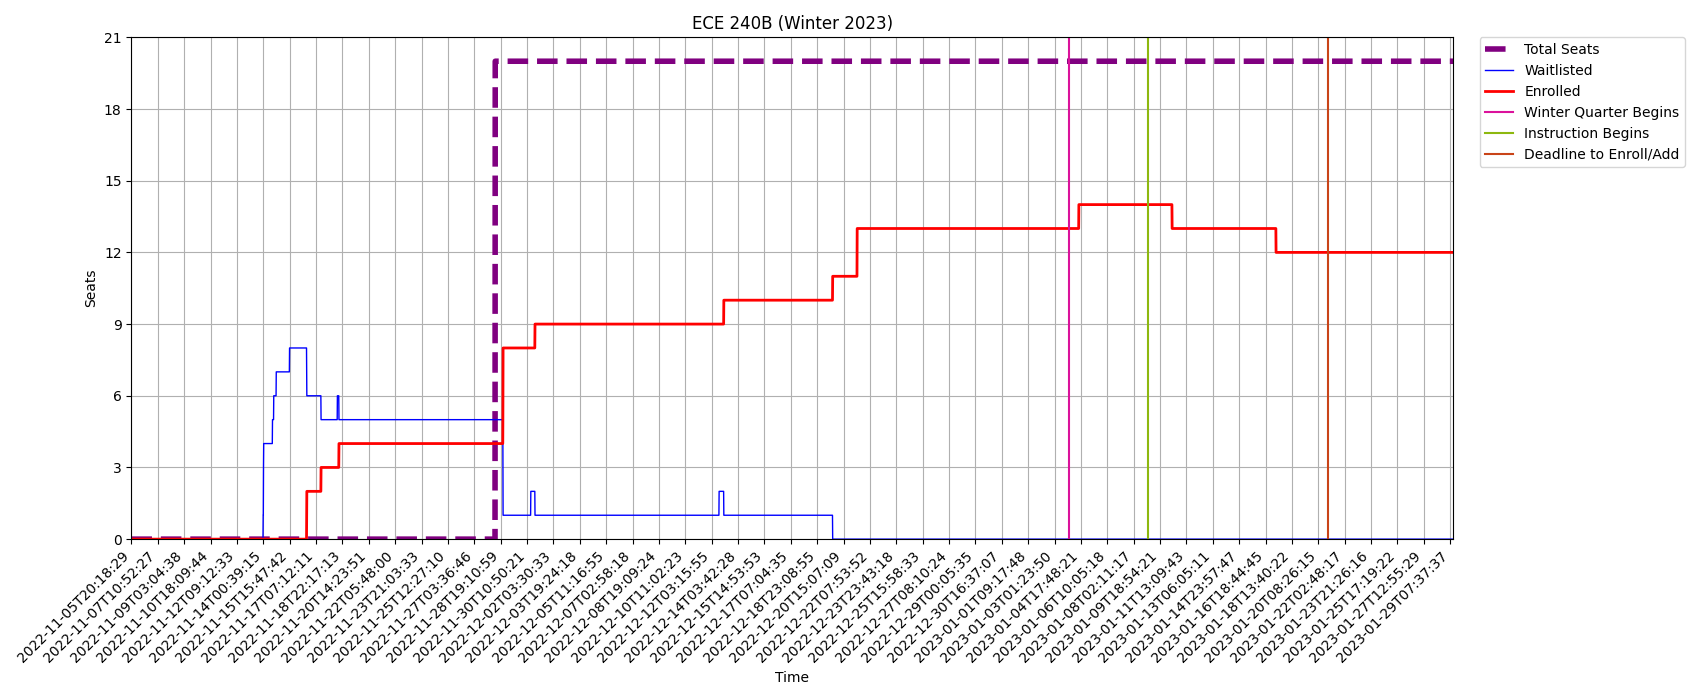 ECE 240B (Winter 2023)
Total Seats
Waitlisted
Enrolled
Winter Quarter Begins
Instruction Begins
Deadline to Enroll/Add
Seats
21
18
15
12
9
6
3
0
2022-11-05T20:18:29
2022-11-07T10:52:27
2022-11-09T03:04:38
2022-11-10T18:09:44
2022-11-12T09:12:33
2022-11-14T00:39:15
2022-11-15T15:47:42
2022-11-17T07:12:11
2022-11-18T22:17:13
2022-11-20T14:23:51
2022-11-22T05:48:00
2022-11-23T21:03:33
2022-11-25T12:27:10
2022-11-27T03:36:46
2022-11-28T19:10:59
2022-11-30T10:50:21
2022-12-02T03:30:33
2022-12-03T19:24:18
2022-12-05T11:16:55
2022-12-07T02:58:18
2022-12-08T19:09:24
2022-12-10T11:02:23
2022-12-12T03:15:55
2022-12-14T03:42:28
2022-12-15T14:53:53
2022-12-17T07:04:35
2022-12-18T23:08:55
2022-12-20T15:07:09
2022-12-22T07:53:52
2022-12-23T23:43:18
2022-12-25T15:58:33
2022-12-27T08:10:24
2022-12-29T00:05:35
2022-12-30T16:37:07
2023-01-01T09:17:48
2023-01-03T01:23:50
2023-01-04T17:48:21
2023-01-06T10:05:18
2023-01-08T02:11:17
2023-01-09T18:54:21
2023-01-11T13:09:43
2023-01-13T06:05:11
2023-01-14T23:57:47
2023-01-16T18:44:45
2023-01-18T13:40:22
2023-01-20T08:26:15
2023-01-22T02:48:17
2023-01-23T21:26:16
2023-01-25T17:19:22
2023-01-27T12:55:29
2023-01-29T07:37:37
Time